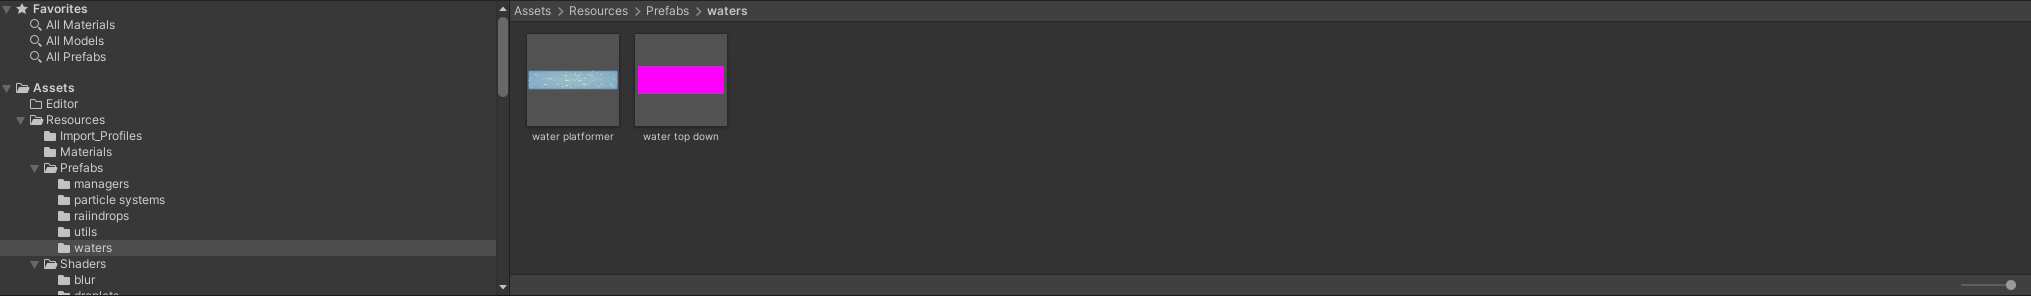 Favorites
All Materials
All Models
All Prefabs
Assets
Editor
Resources
Import_Profiles
Materials
Prefabs
managers
particle systems
raiindrops
utils
waters
Shaders
blur
droplets
Assets > Resources > Prefabs > waters
water platformer
water top down